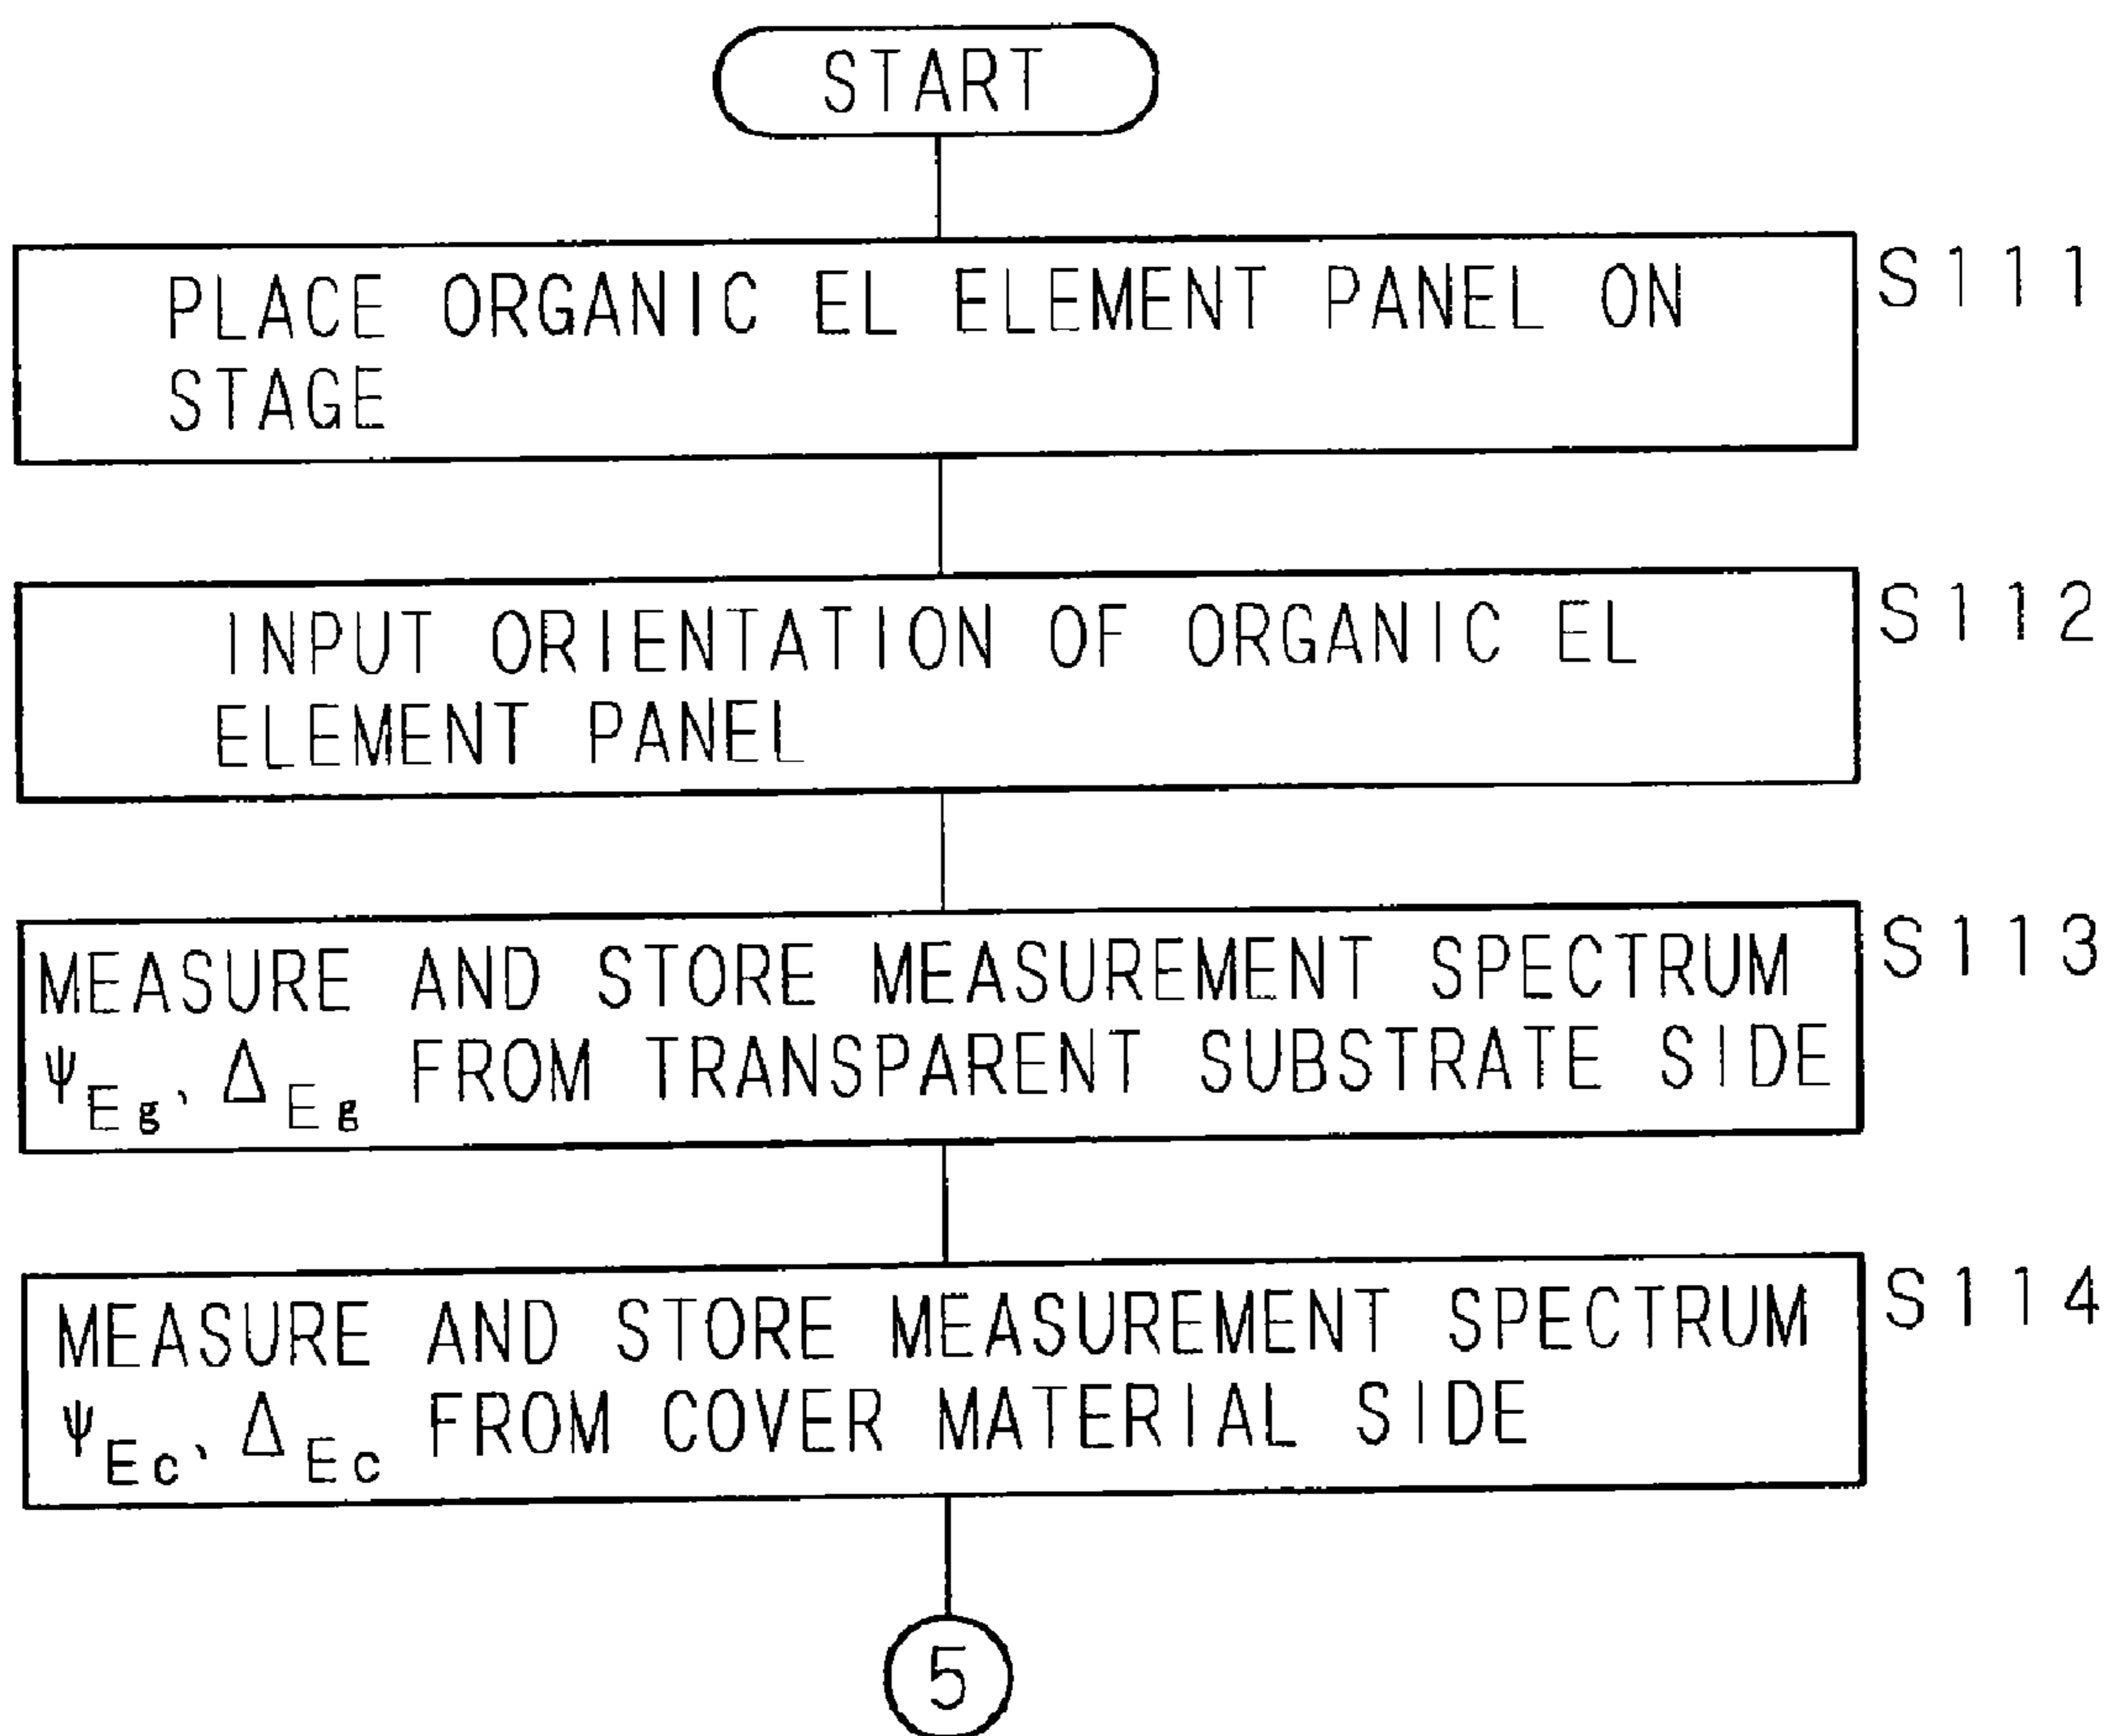 START
PLACE ORGANIC EL ELEMENT PANEL ON S111
STAGE
INPUT ORIENTATION OF ORGANIC EL S112
ELEMENT PANEL
MEASURE AND STORE MEASUREMENT SPECTRUM S113
ψEg、ΔEg FROM TRANSPARENT SUBSTRATE SIDE
MEASURE AND STORE MEASUREMENT SPECTRUM S114
ψEc、ΔEc FROM COVER MATERIAL SIDE
5